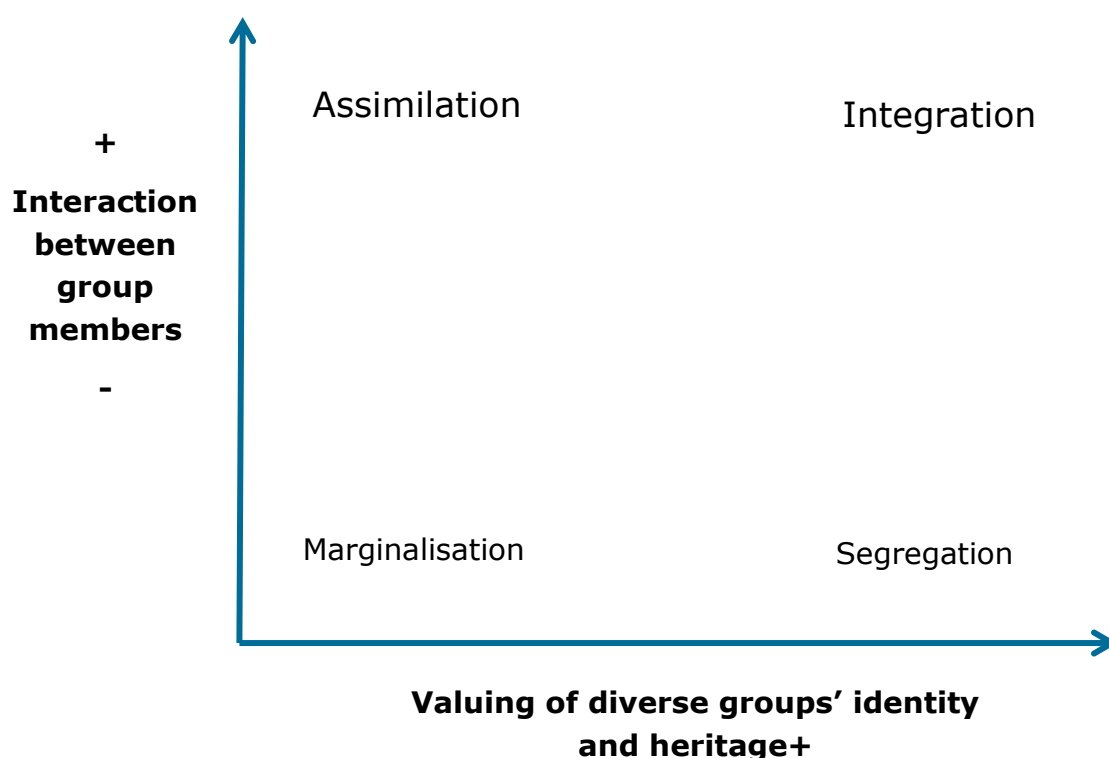 Assimilation
Integration
+
Interaction
between
group
members
-
Marginalisation
Segregation
Valuing of diverse groups’ identity
and heritage+